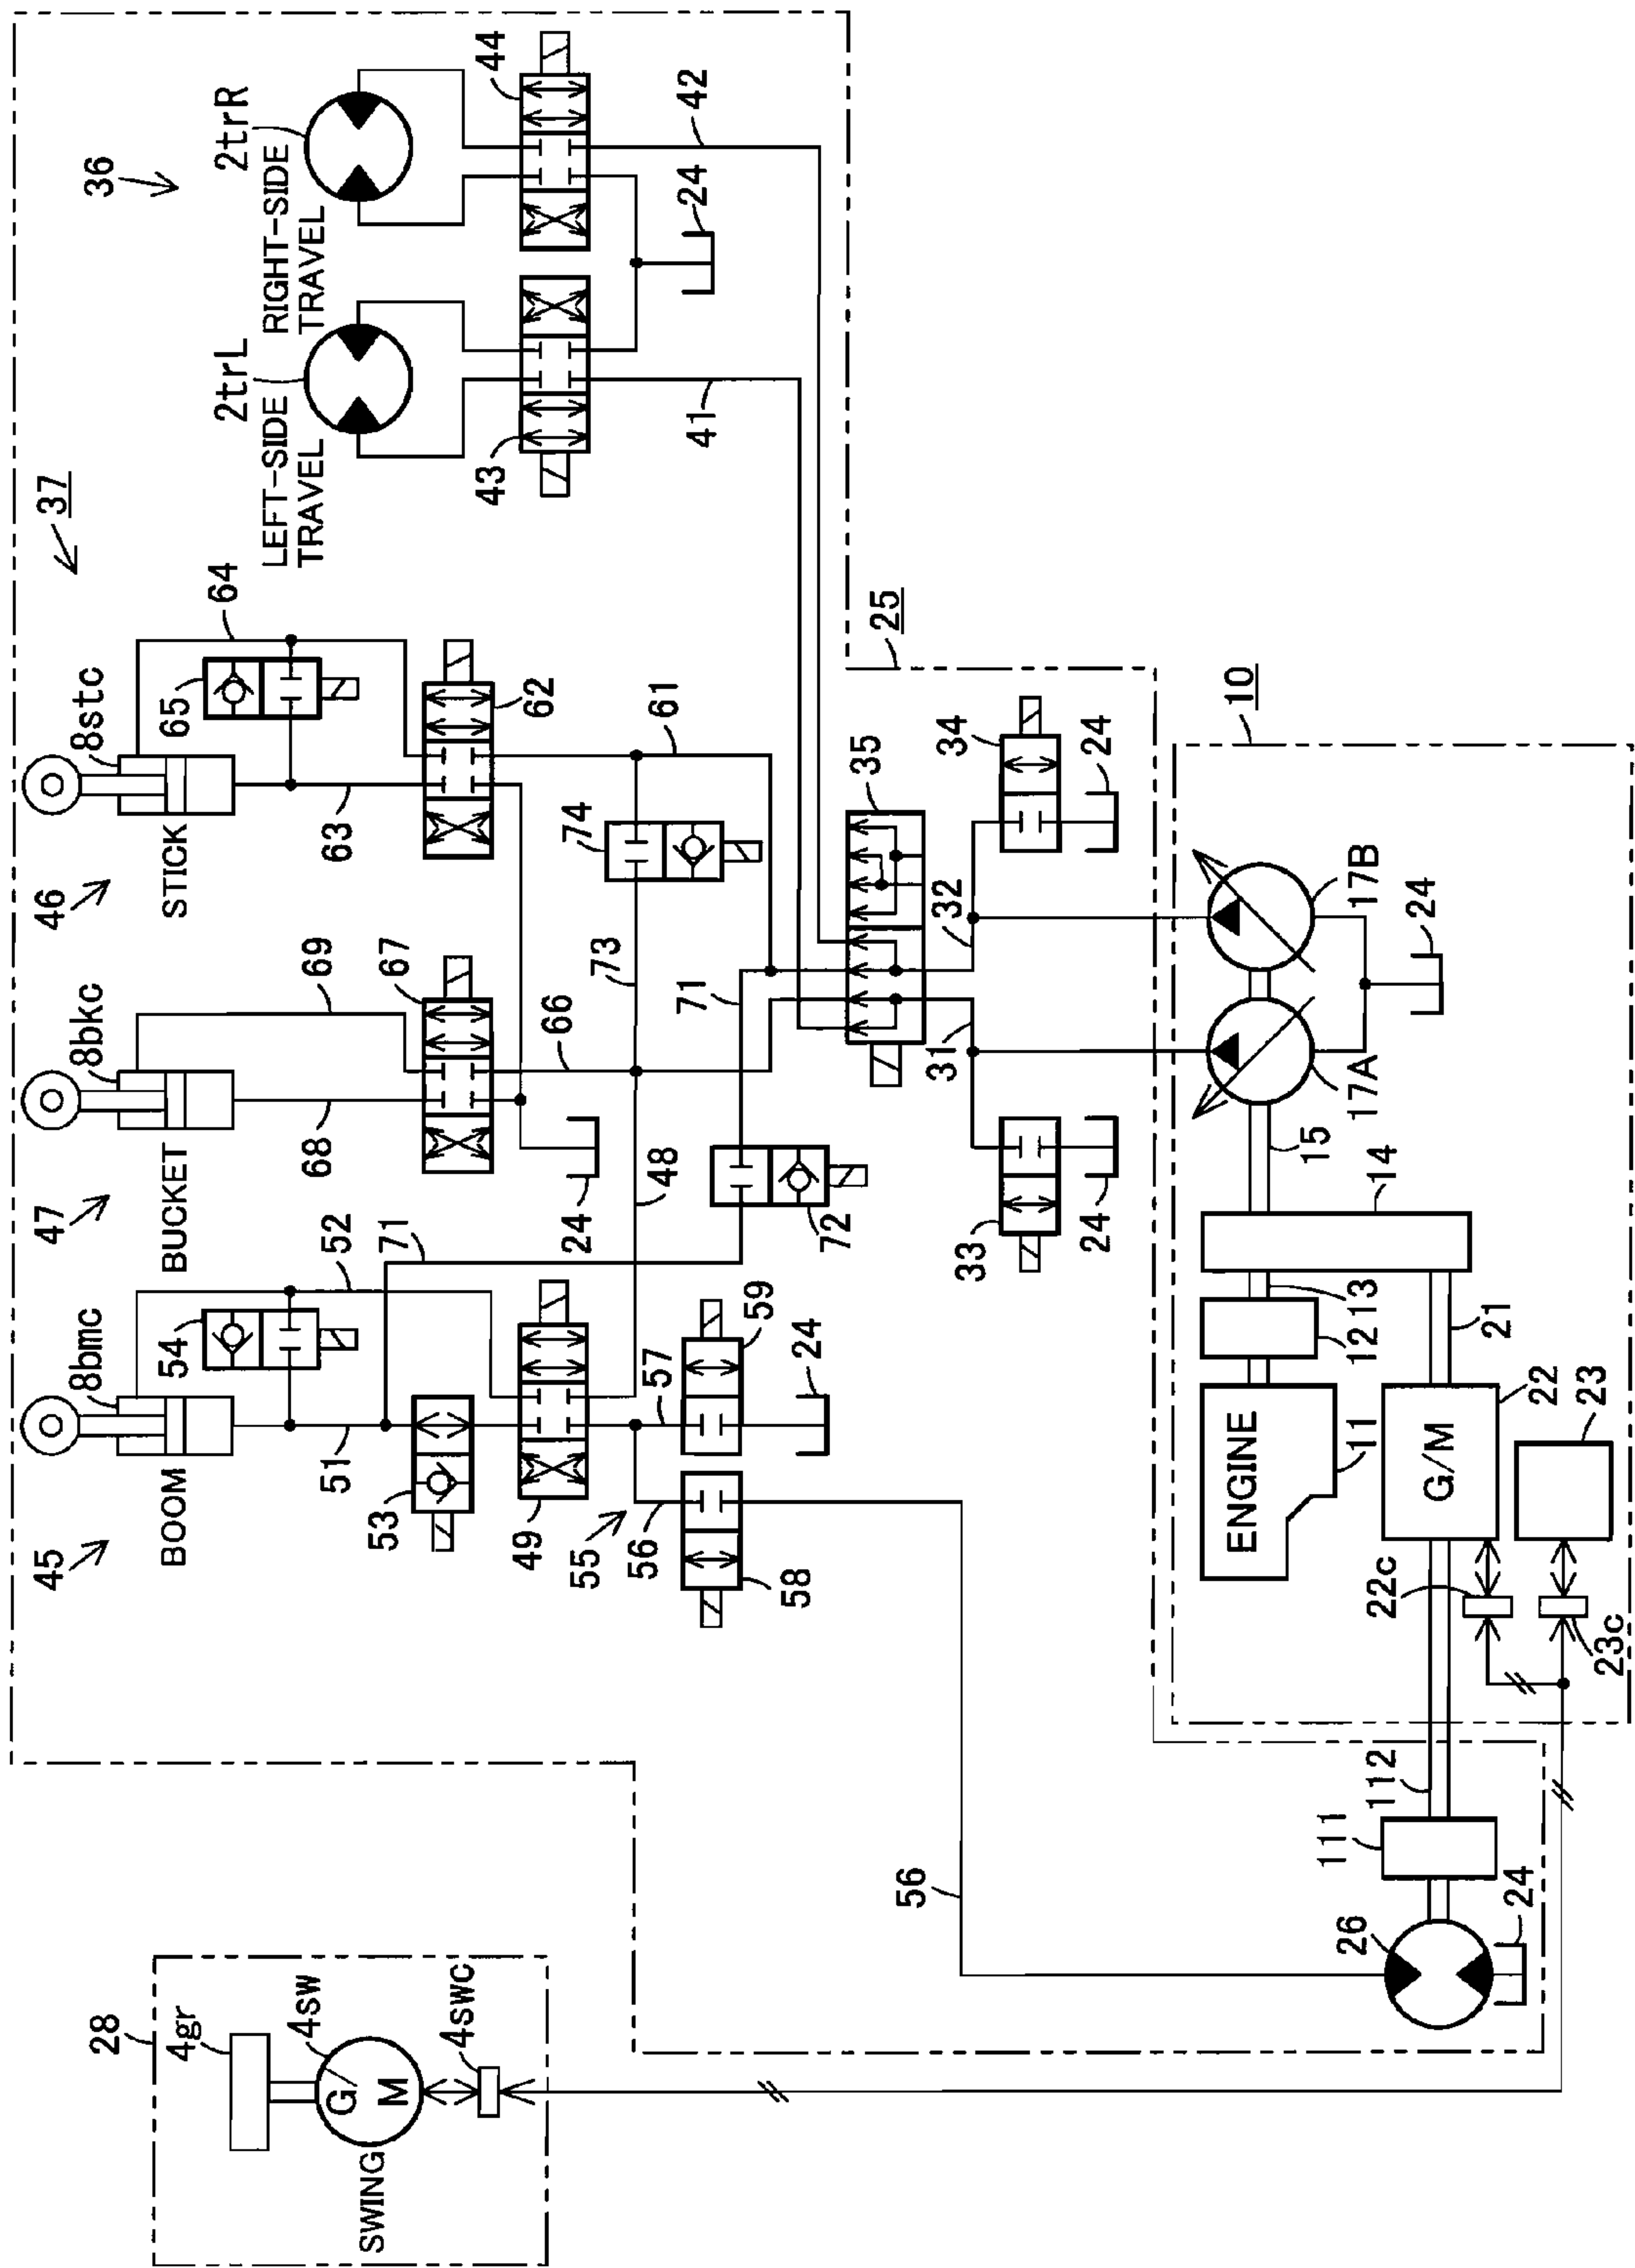 36
2trR
RIGHT-SIDE
TRAVEL
44
42
24
2trL
LEFT-SIDE
TRAVEL
43
41
37
64
8stc
65
62
61
STICK
63
46
74
34
35
24
25
10
32
17B
24
69
67
73
71
8bkc
66
31
17A
47
BUCKET
68
24
48
72
33
24
15
14
52
71
8bmc
54
59
24
57
13
12
21
22
23
BOOM
51
53
49
55
56
58
45
ENGINE
11
G/M
22c
23c
112
111
56
26
24
28
4gr
4sw
G/M
4swc
SWING